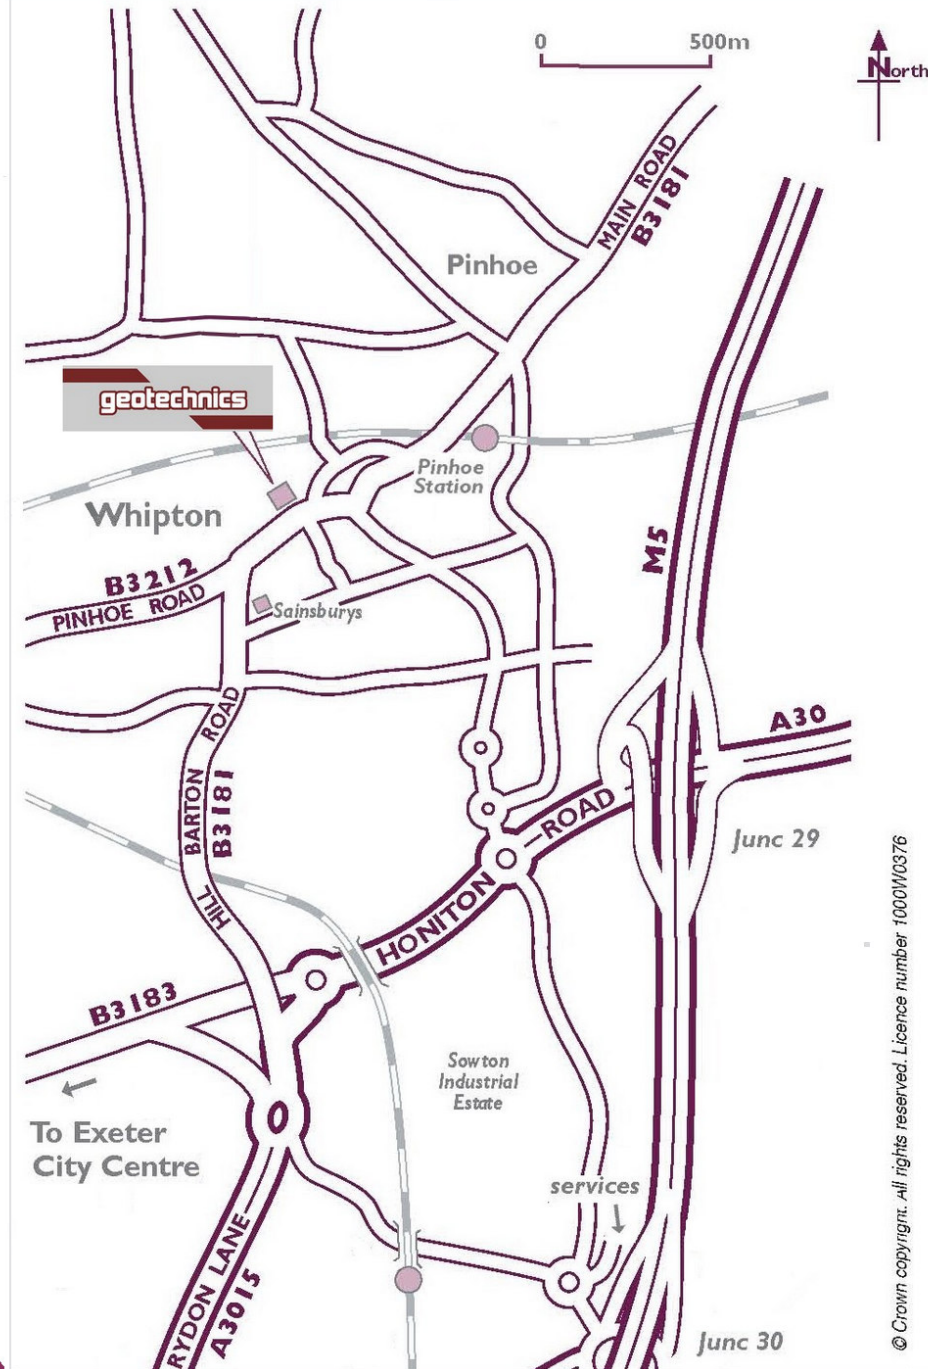 0 500m
North
MAIN ROAD
B3181
Pinhoe
geotechnics
Pinhoe
Station
Whipton
M5
B3212
PINHOE ROAD
Sainsburys
A30
BARTON ROAD
B3181
HILL
Junc 29
HONITON ROAD
B3183
Sowton
Industrial
Estate
To Exeter
City Centre
services
RYDON LANE
A3015
Junc 30
© Crown copyright. All rights reserved. Licence number 1000W0376